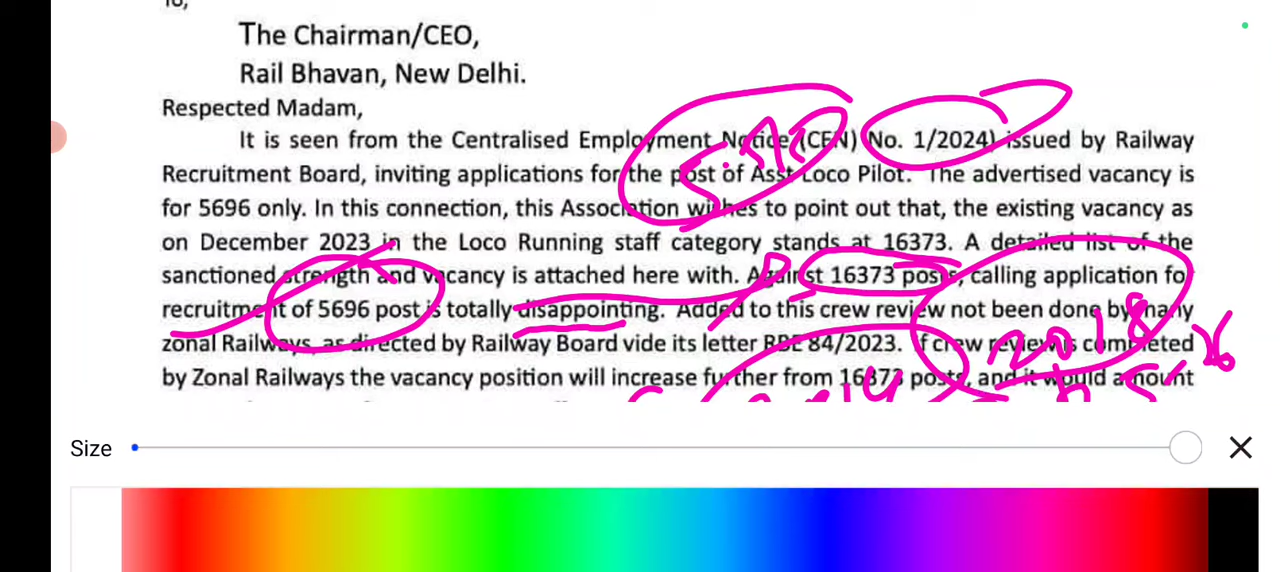 To,
The Chairman/CEO,
Rail Bhavan, New Delhi.
Respected Madam,
It is seen from the Centralised Employment Notice (CEN) No. 1/2024) issued by Railway
Recruitment Board, inviting applications for the post of Asst Loco Pilot. The advertised vacancy is
for 5696 only. In this connection, this Association wishes to point out that, the existing vacancy as
on December 2023 in the Loco Running staff category stands at 16373. A detailed list of the
sanctioned strength and vacancy is attached here with. Against 16373 posts, calling application for
recruitment of 5696 post is totally disappointing. Added to this crew review not been done by many
zonal Railways, as directed by Railway Board vide its letter RBE 84/2023. If crew review is completed
by Zonal Railways the vacancy position will increase further from 16373 posts, and it would amount
2018
Size